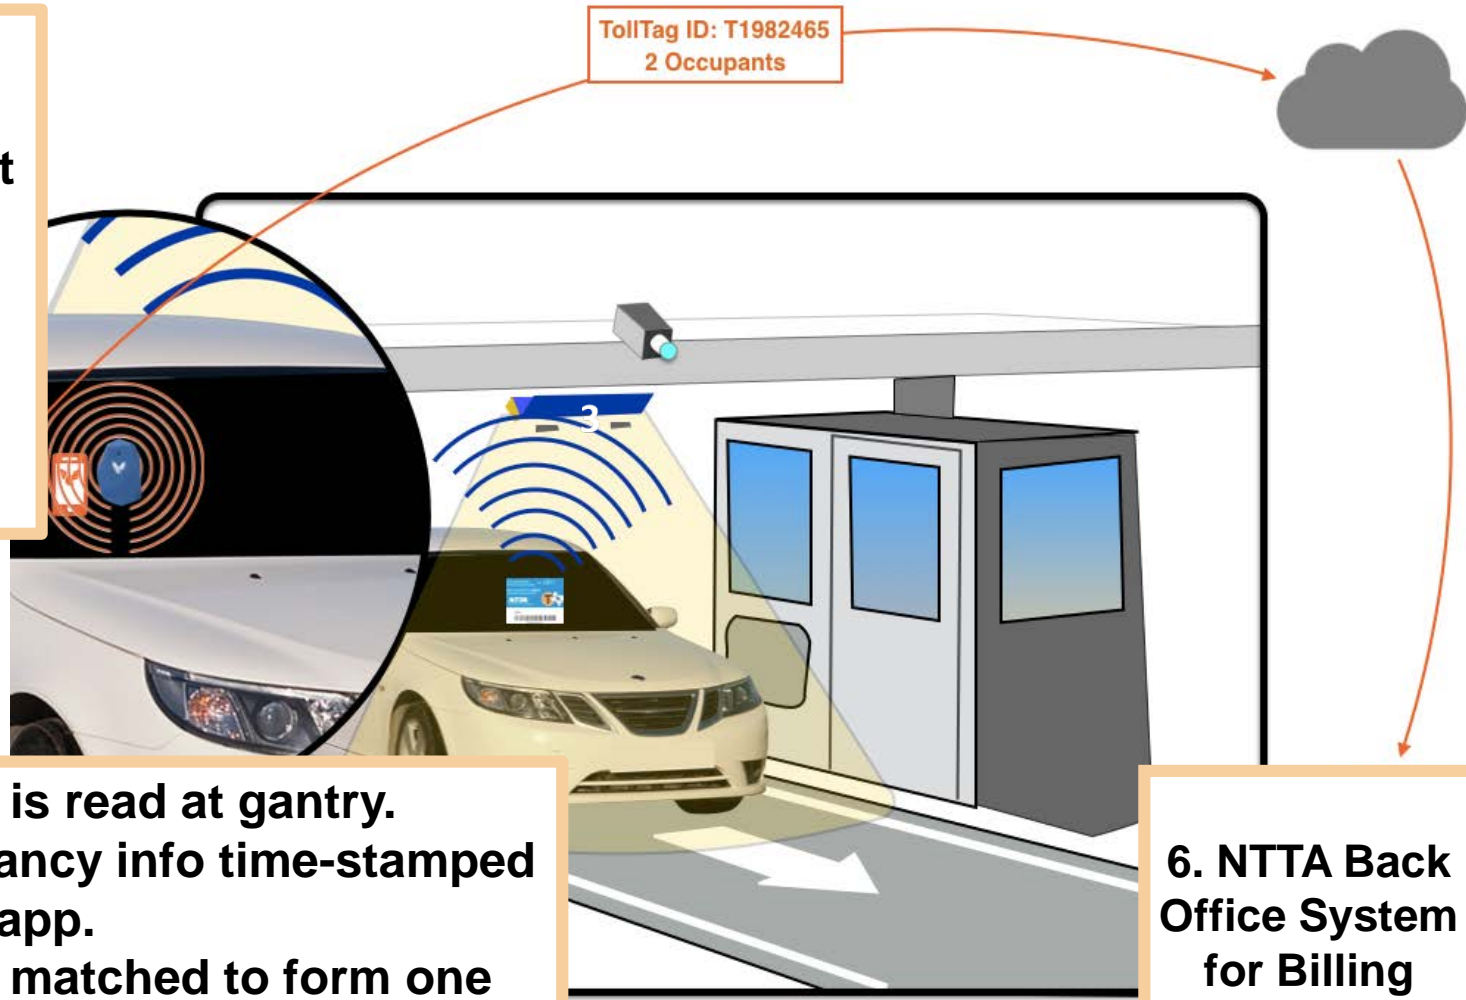 TollTag ID: T1982465
2 Occupants
t
3
NTTA
is read at gantry.
ancy info time-stamped
app.
matched to form one
6. NTTA Back
Office System
for Billing